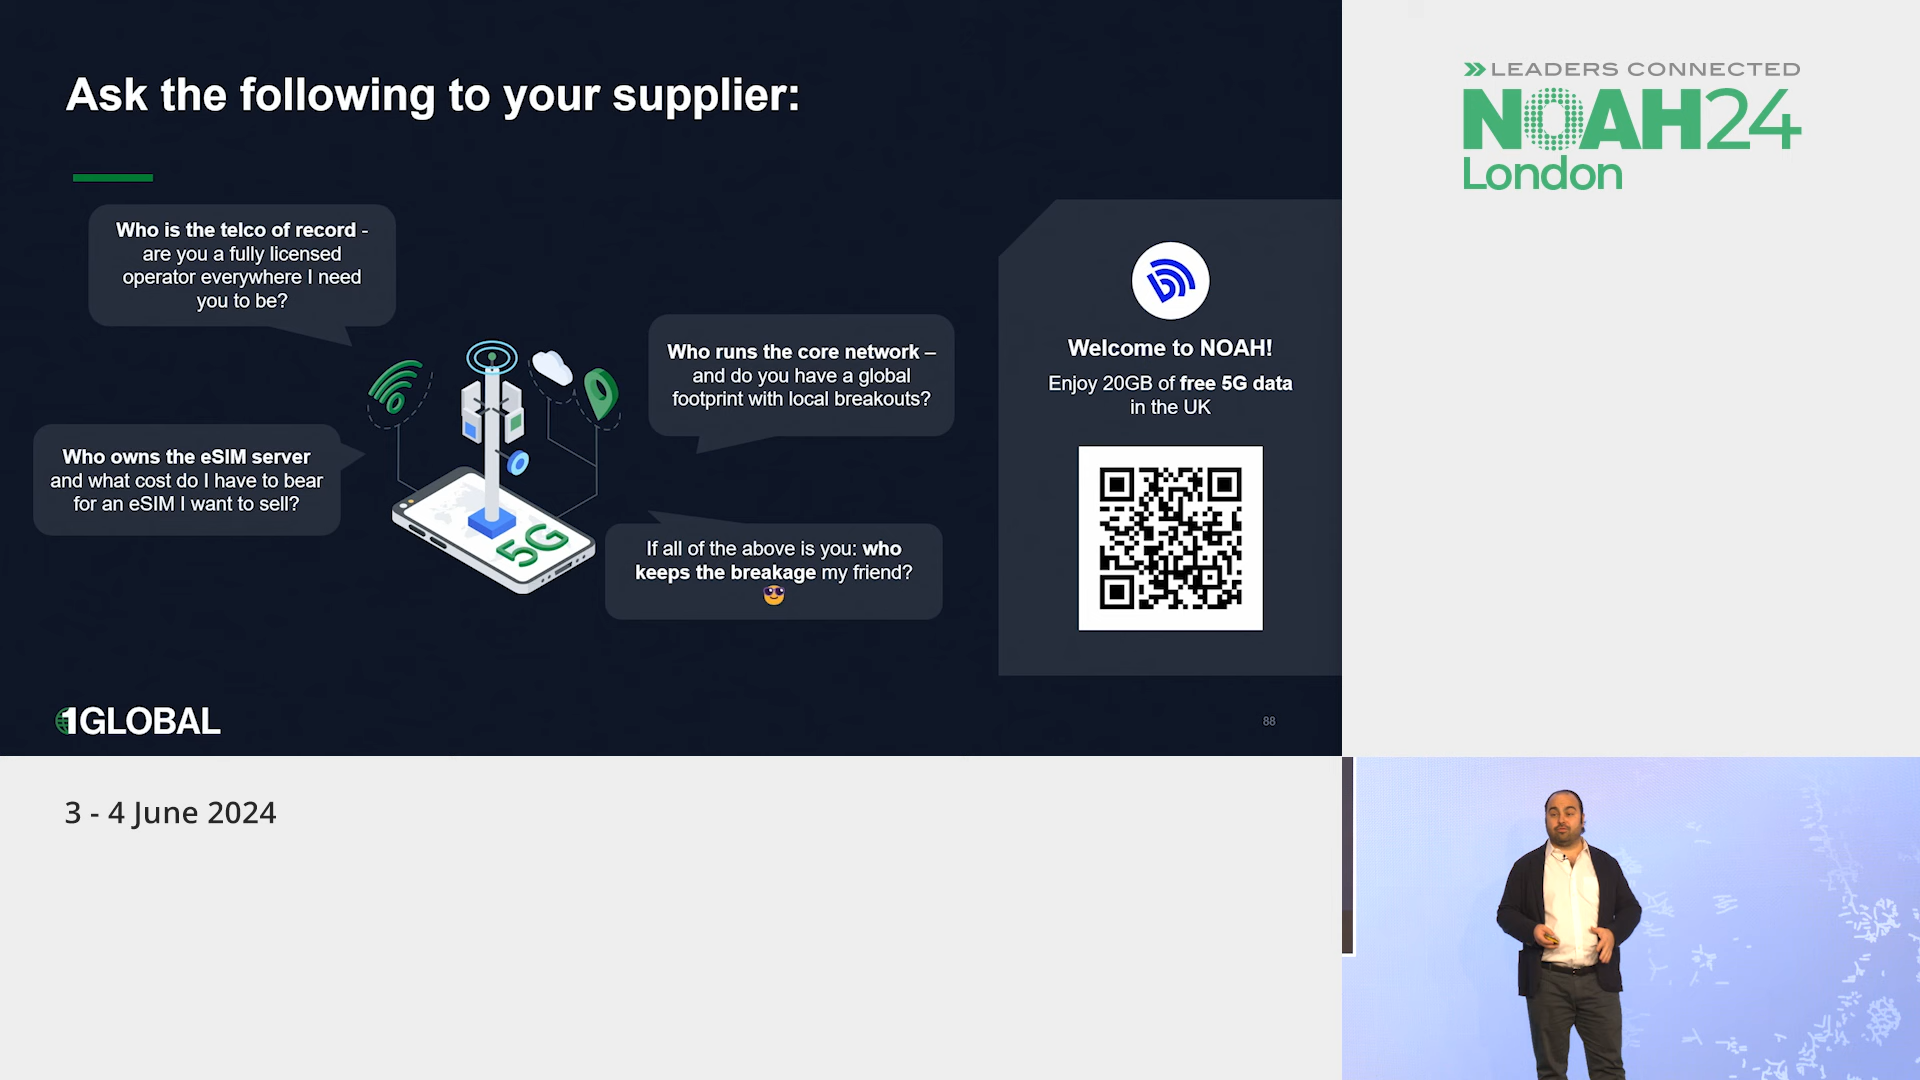 Ask the following to your supplier:
Who is the telco of record -
are you a fully licensed
operator everywhere I need
you to be?
Who runs the core network –
and do you have a global
footprint with local breakouts?
Who owns the eSIM server
and what cost do I have to bear
for an eSIM I want to sell?
If all of the above is you: who
keeps the breakage my friend?
5G
Welcome to NOAH!
Enjoy 20GB of free 5G data
in the UK
1GLOBAL
88
LEADERS CONNECTED
NOAH24
London
3 - 4 June 2024